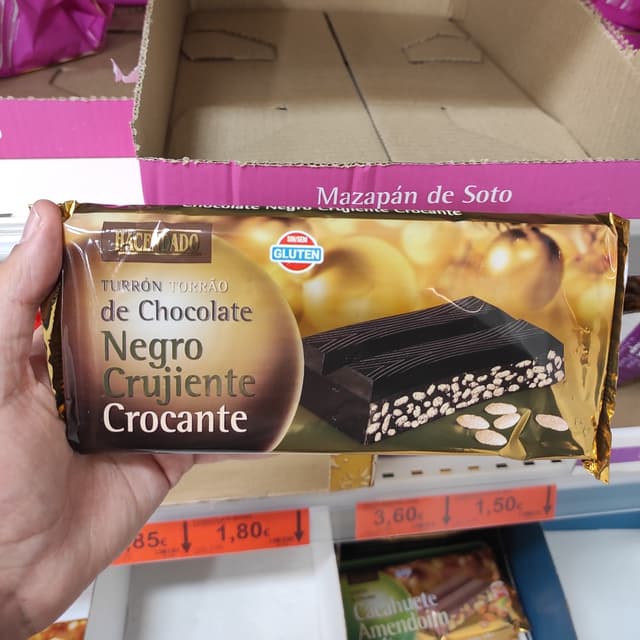 Mazapán de Soto
Chocolate Negro Crujiente Crocante
HACENDADO
SIN/SEM
GLUTEN
TURRÓN TORRÃO
de Chocolate
Negro
Crujiente
Crocante
85€
1,80€
3,60€
1,50€
Cacahuete
Amendoim